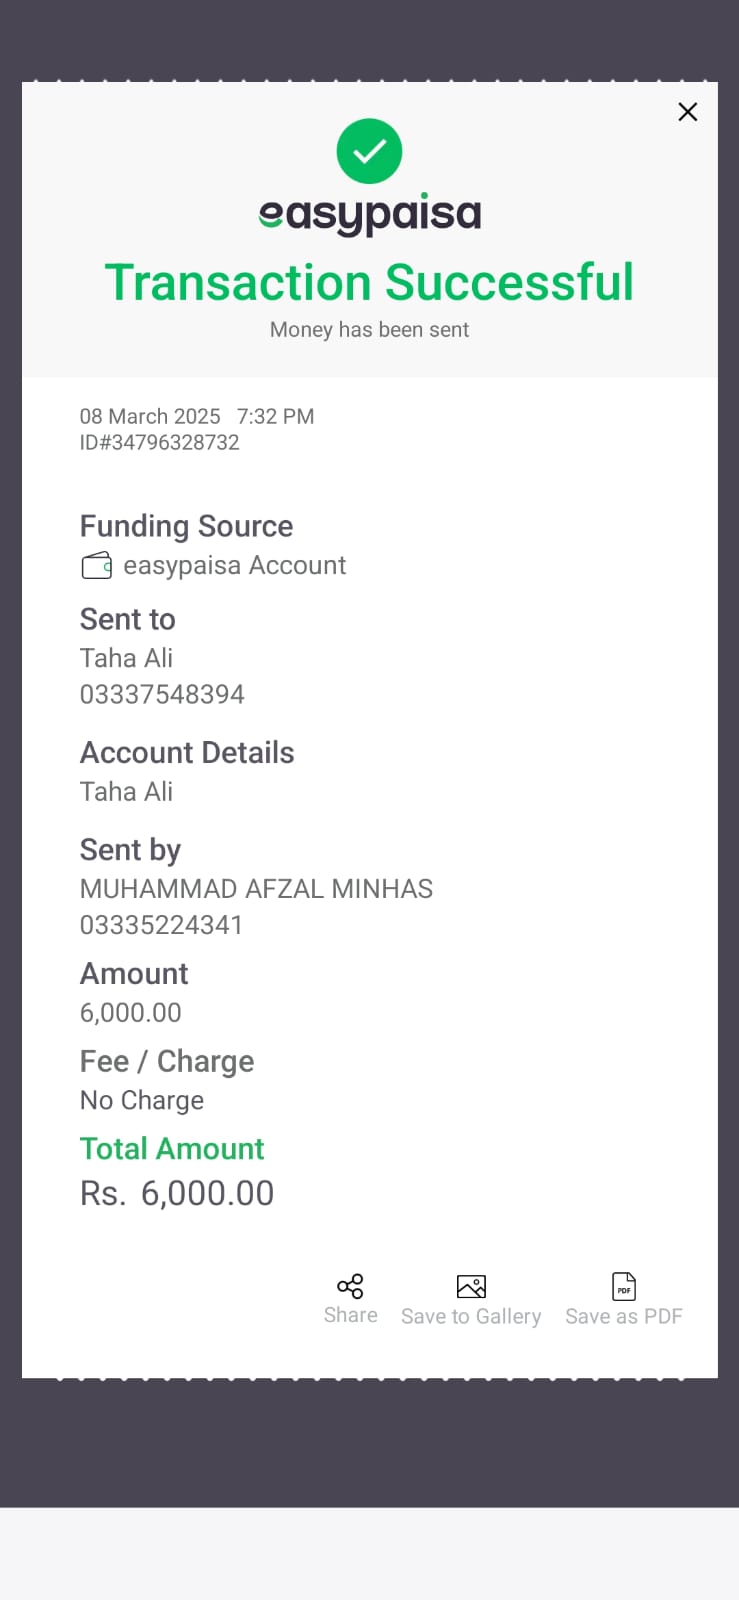 easypaisa
Transaction Successful
Money has been sent
08 March 2025 7:32 PM
ID#34796328732
Funding Source
easypaisa Account
Sent to
Taha Ali
03337548394
Account Details
Taha Ali
Sent by
MUHAMMAD AFZAL MINHAS
03335224341
Amount
6,000.00
Fee / Charge
No Charge
Total Amount
Rs. 6,000.00
PDF
Share Save to Gallery Save as PDF